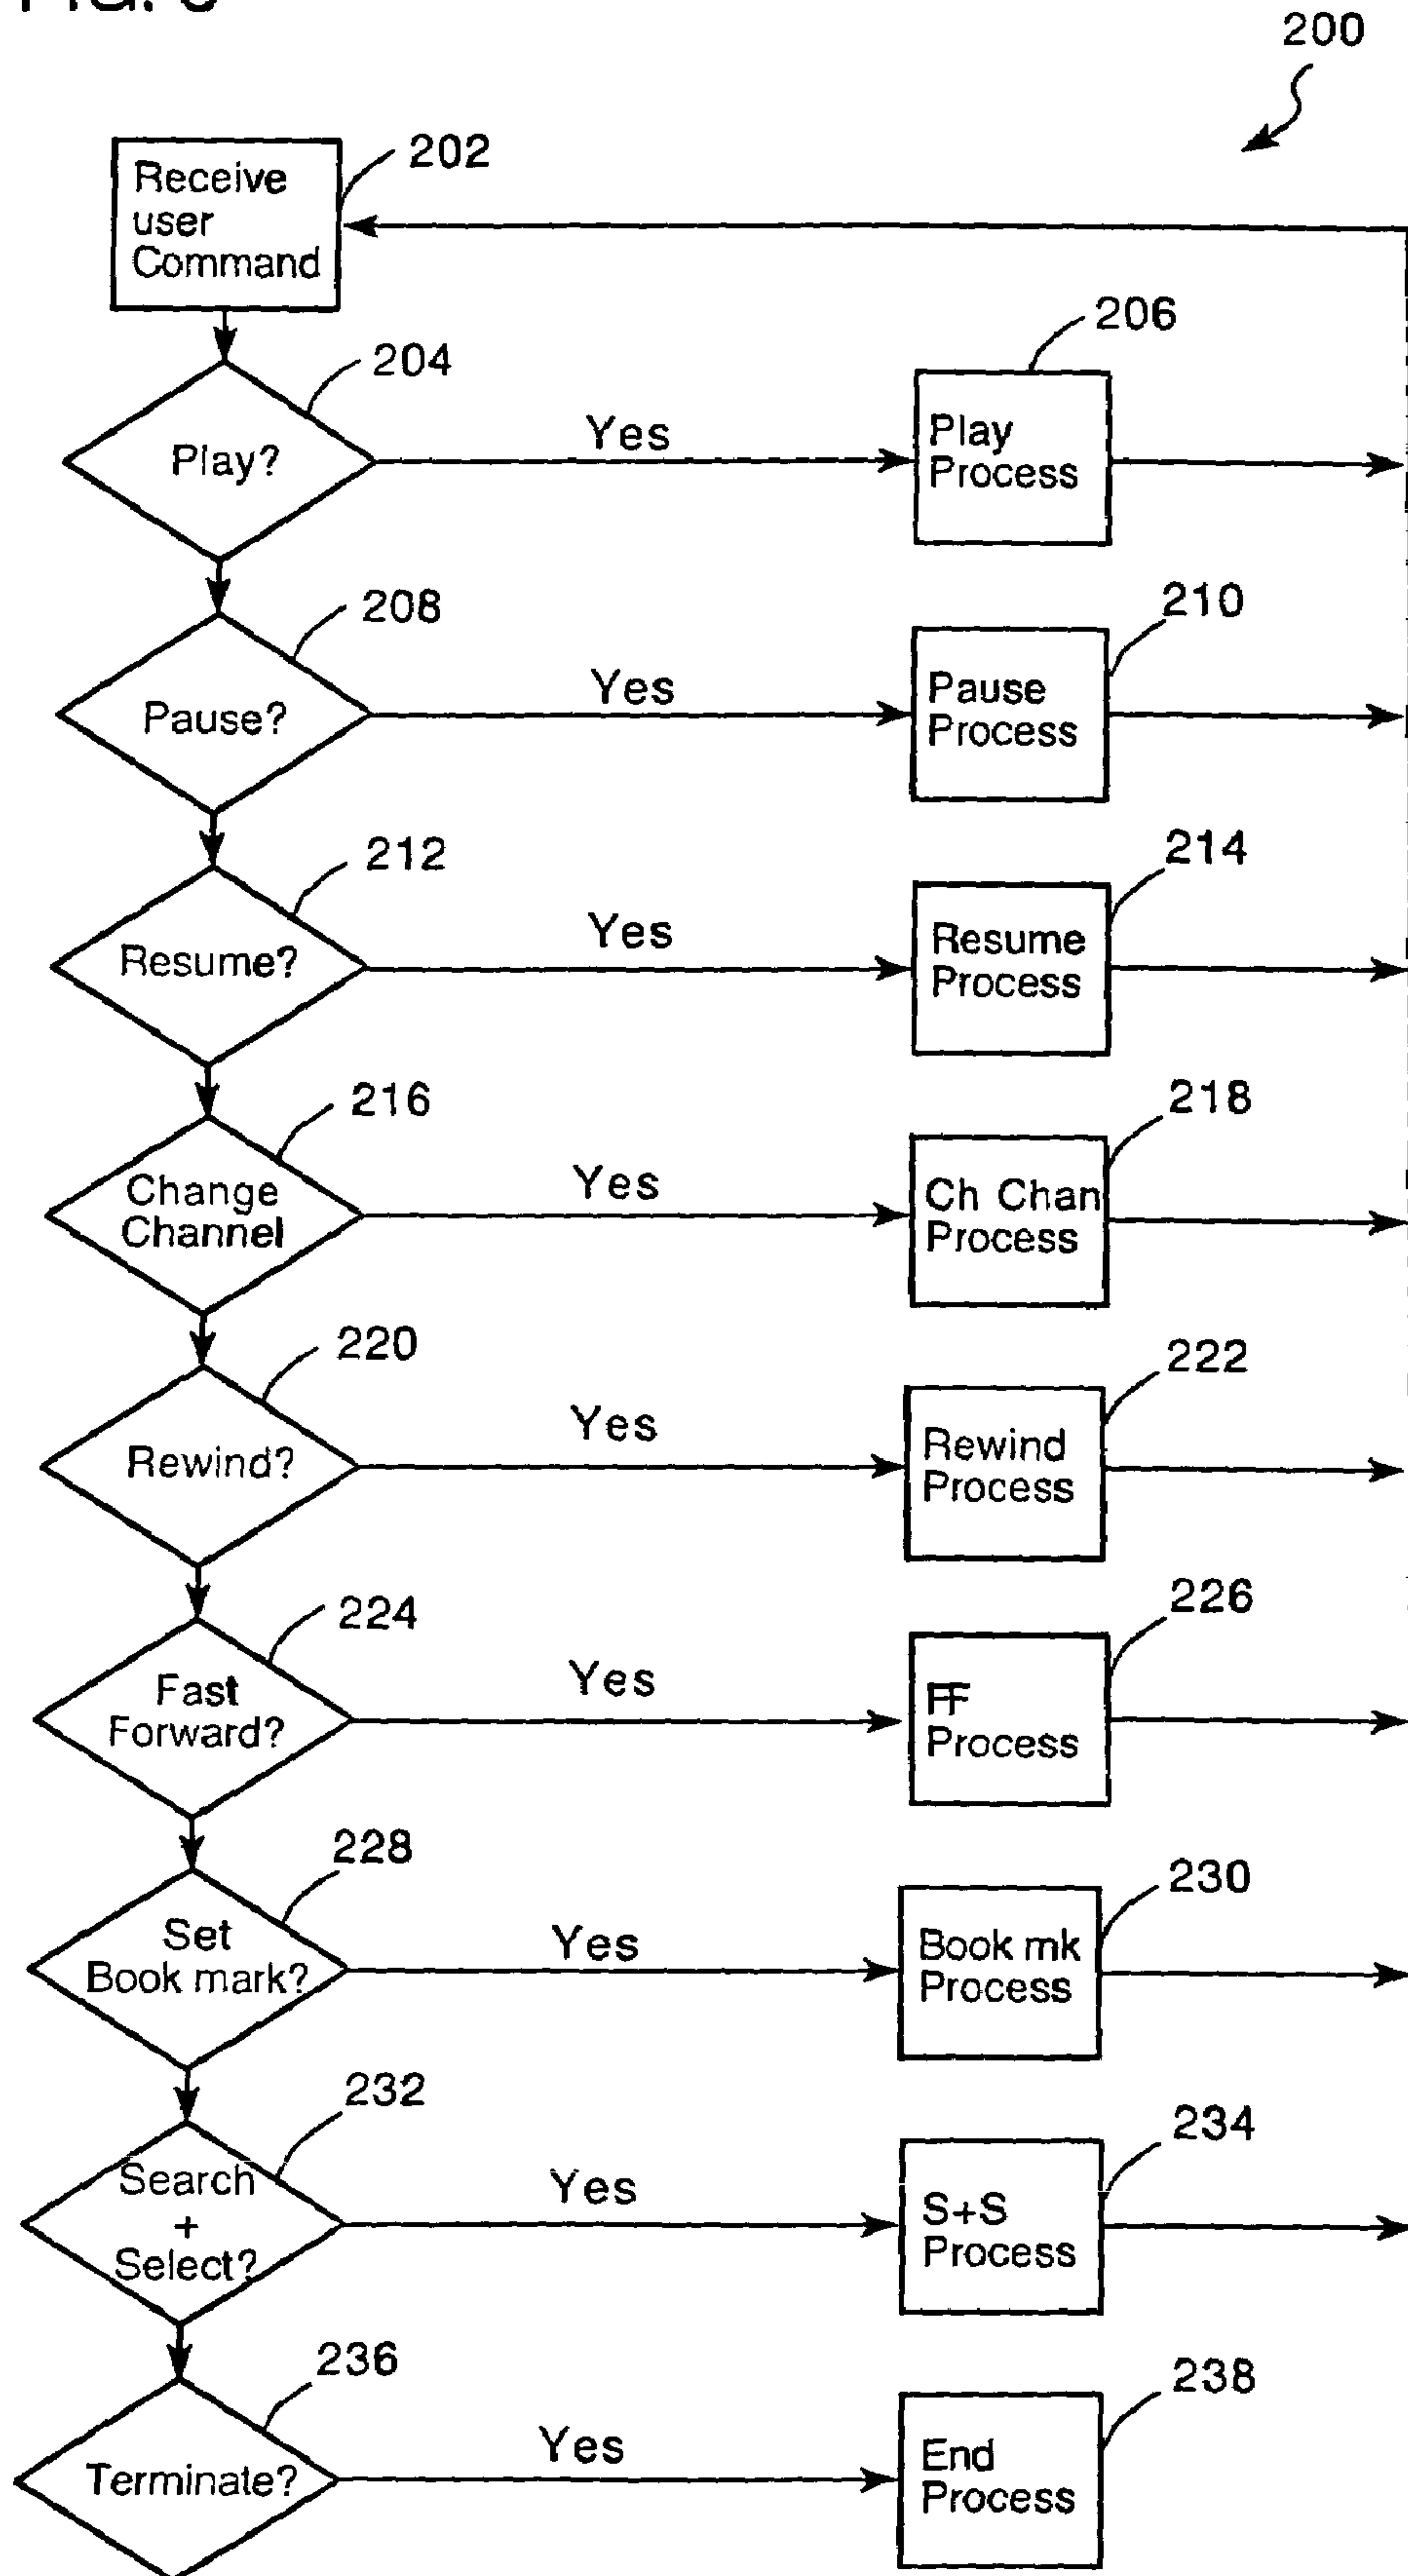 200
Receive
user
Command
202
204
Play?
Yes
206
Play
Process
208
Pause?
Yes
210
Pause
Process
212
Resume?
Yes
214
Resume
Process
216
Change
Channel
Yes
218
Ch Chan
Process
220
Rewind?
Yes
222
Rewind
Process
224
Fast
Forward?
Yes
226
FF
Process
228
Set
Book mark?
Yes
230
Book mk
Process
232
Search
+
Select?
Yes
234
S+S
Process
236
Terminate?
Yes
238
End
Process